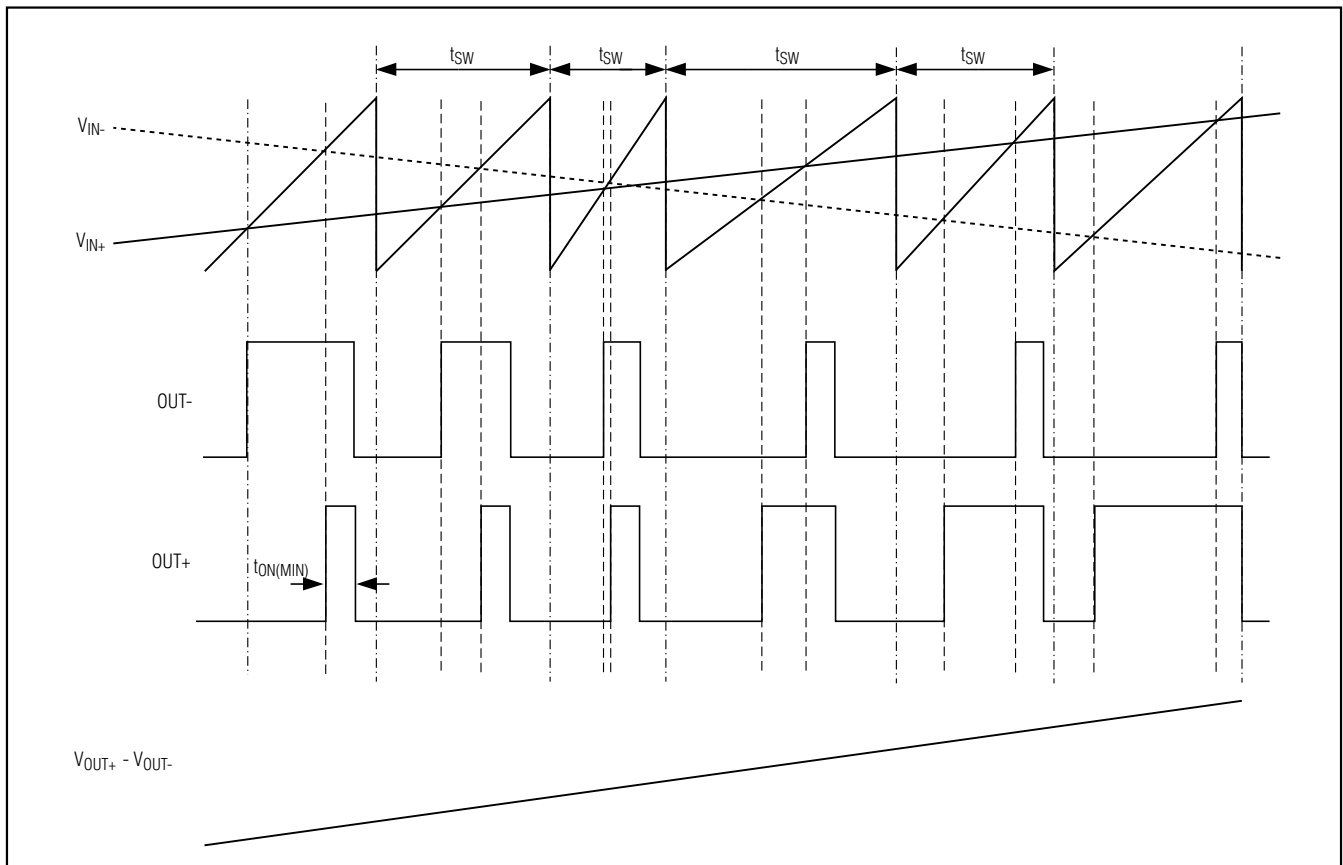 tSW
tSW
tSW
tSW
VIN-
VIN+
OUT-
OUT+
tON(MIN)
VOUT+ - VOUT-